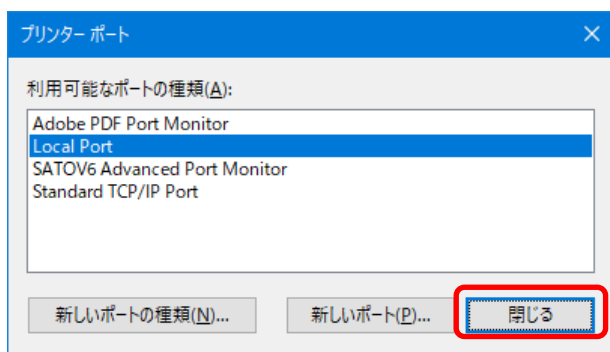 プリンター ポート
利用可能なポートの種類(A):
Adobe PDF Port Monitor
Local Port
SATOV6 Advanced Port Monitor
Standard TCP/IP Port
新しいポートの種類(N)... 新しいポート(P)... 閉じる